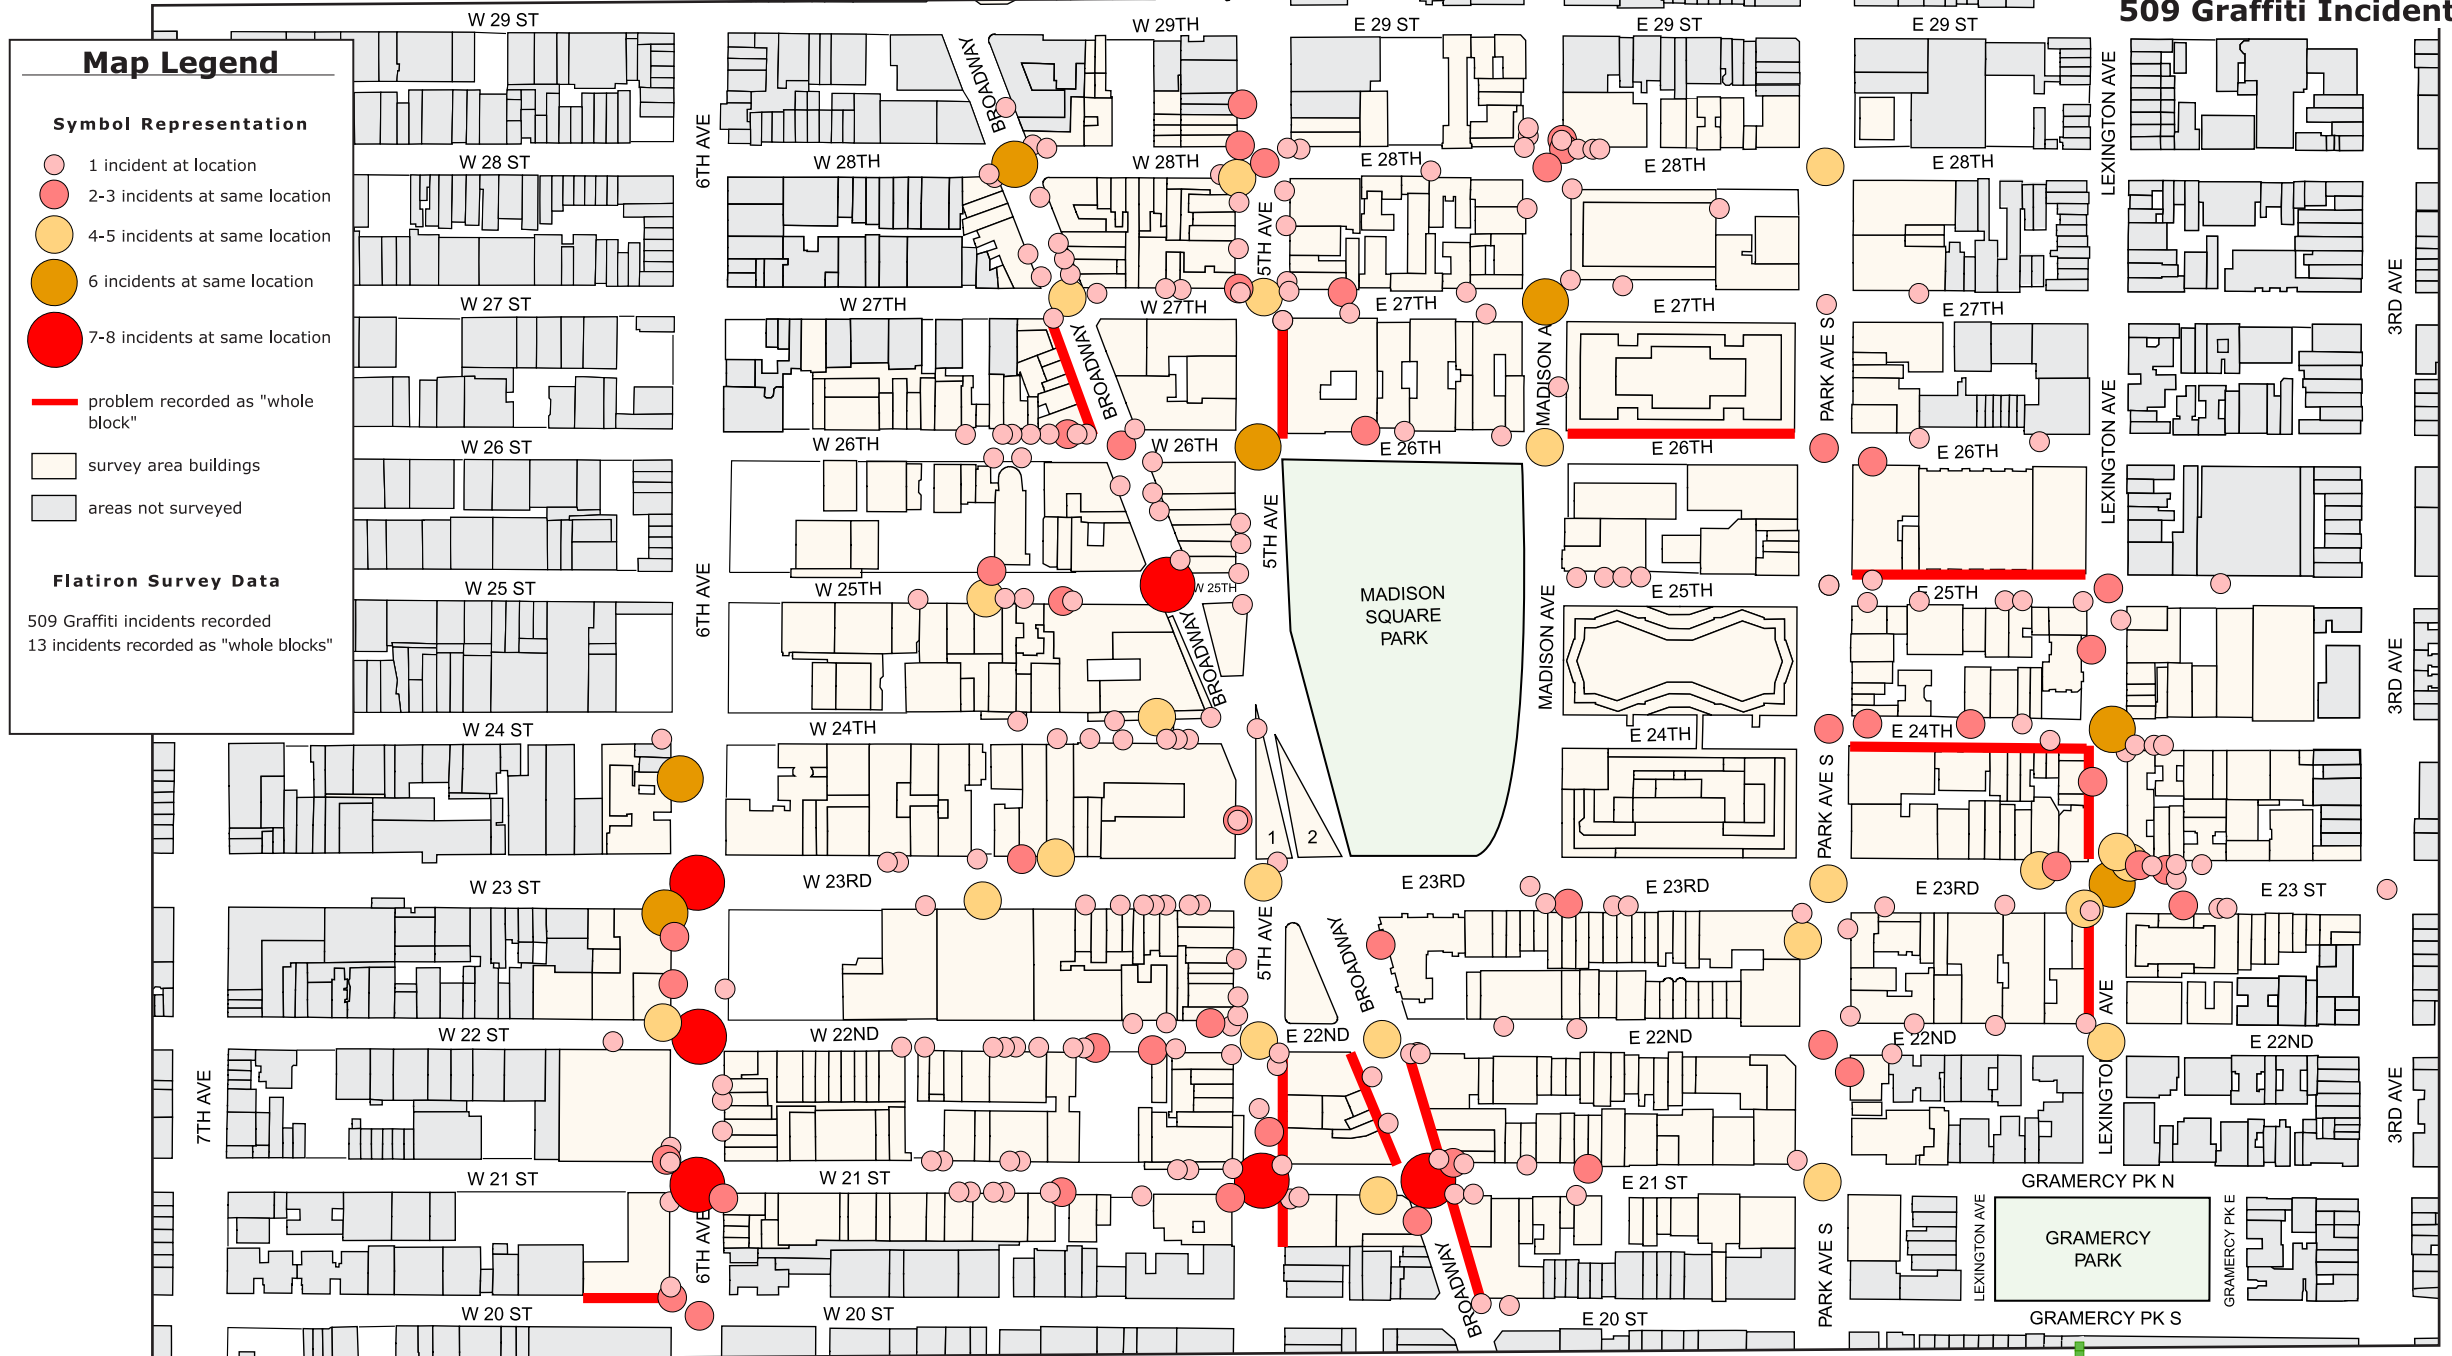 509 Graffiti Incident
W 29 ST
W 29TH
E 29 ST
E 29 ST
E 29 ST
Map Legend
Symbol Representation
1 incident at location
2-3 incidents at same location
4-5 incidents at same location
6 incidents at same location
7-8 incidents at same location
problem recorded as "whole
block"
survey area buildings
areas not surveyed
Flatiron Survey Data
509 Graffiti incidents recorded
13 incidents recorded as "whole blocks"
BROADWAY
BROADWAY
6TH AVE
LEXINGTON AVE
W 28 ST
W 28TH
W 28TH
E 28TH
E 28TH
E 28TH
5TH AVE
3RD AVE
W 27 ST
W 27TH
W 27TH
E 27TH
E 27TH
E 27TH
BROADWAY
MADISON A
PARK AVE S
LEXINGTON AVE
W 26 ST
W 26TH
W 26TH
E 26TH
E 26TH
E 26TH
5TH AVE
6TH AVE
W 25 ST
W 25TH
W 25TH
E 25TH
E 25TH
MADISON
SQUARE
PARK
BROADWAY
MADISON AVE
3RD AVE
W 24 ST
W 24TH
E 24TH
E 24TH
PARK AVE S
1
2
W 23 ST
W 23RD
E 23RD
E 23RD
E 23RD
E 23 ST
5TH AVE
BROADWAY
AVE
W 22 ST
W 22ND
E 22ND
E 22ND
E 22ND
E 22ND
7TH AVE
LEXINGTO
3RD AVE
W 21 ST
W 21 ST
E 21 ST
GRAMERCY PK N
6TH AVE
BROADWAY
PARK AVE S
LEXINGTON AVE
GRAMERCY
PARK
GRAMERCY PK E
W 20 ST
W 20 ST
E 20 ST
GRAMERCY PK S